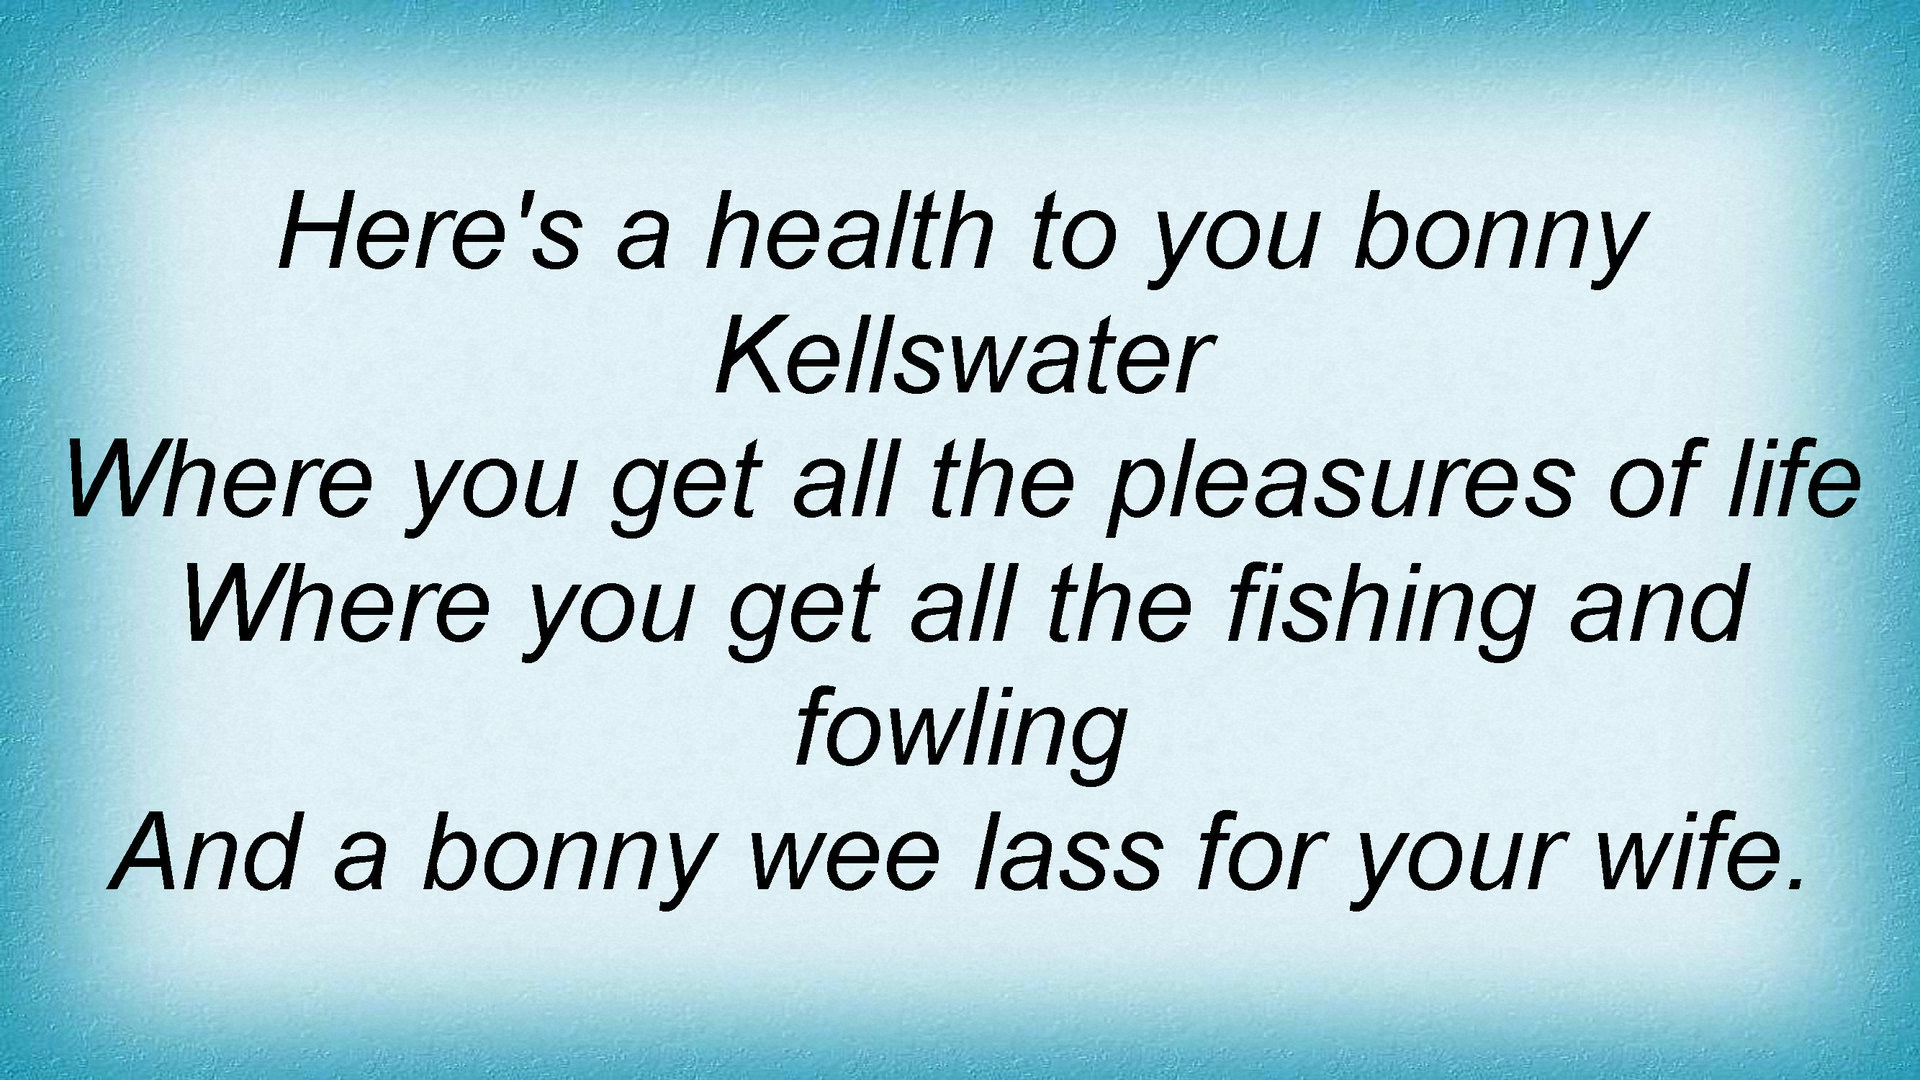 Here's a health to you bonny
Kellswater
Where you get all the pleasures of life
Where you get all the fishing and
fowling
And a bonny wee lass for your wife.